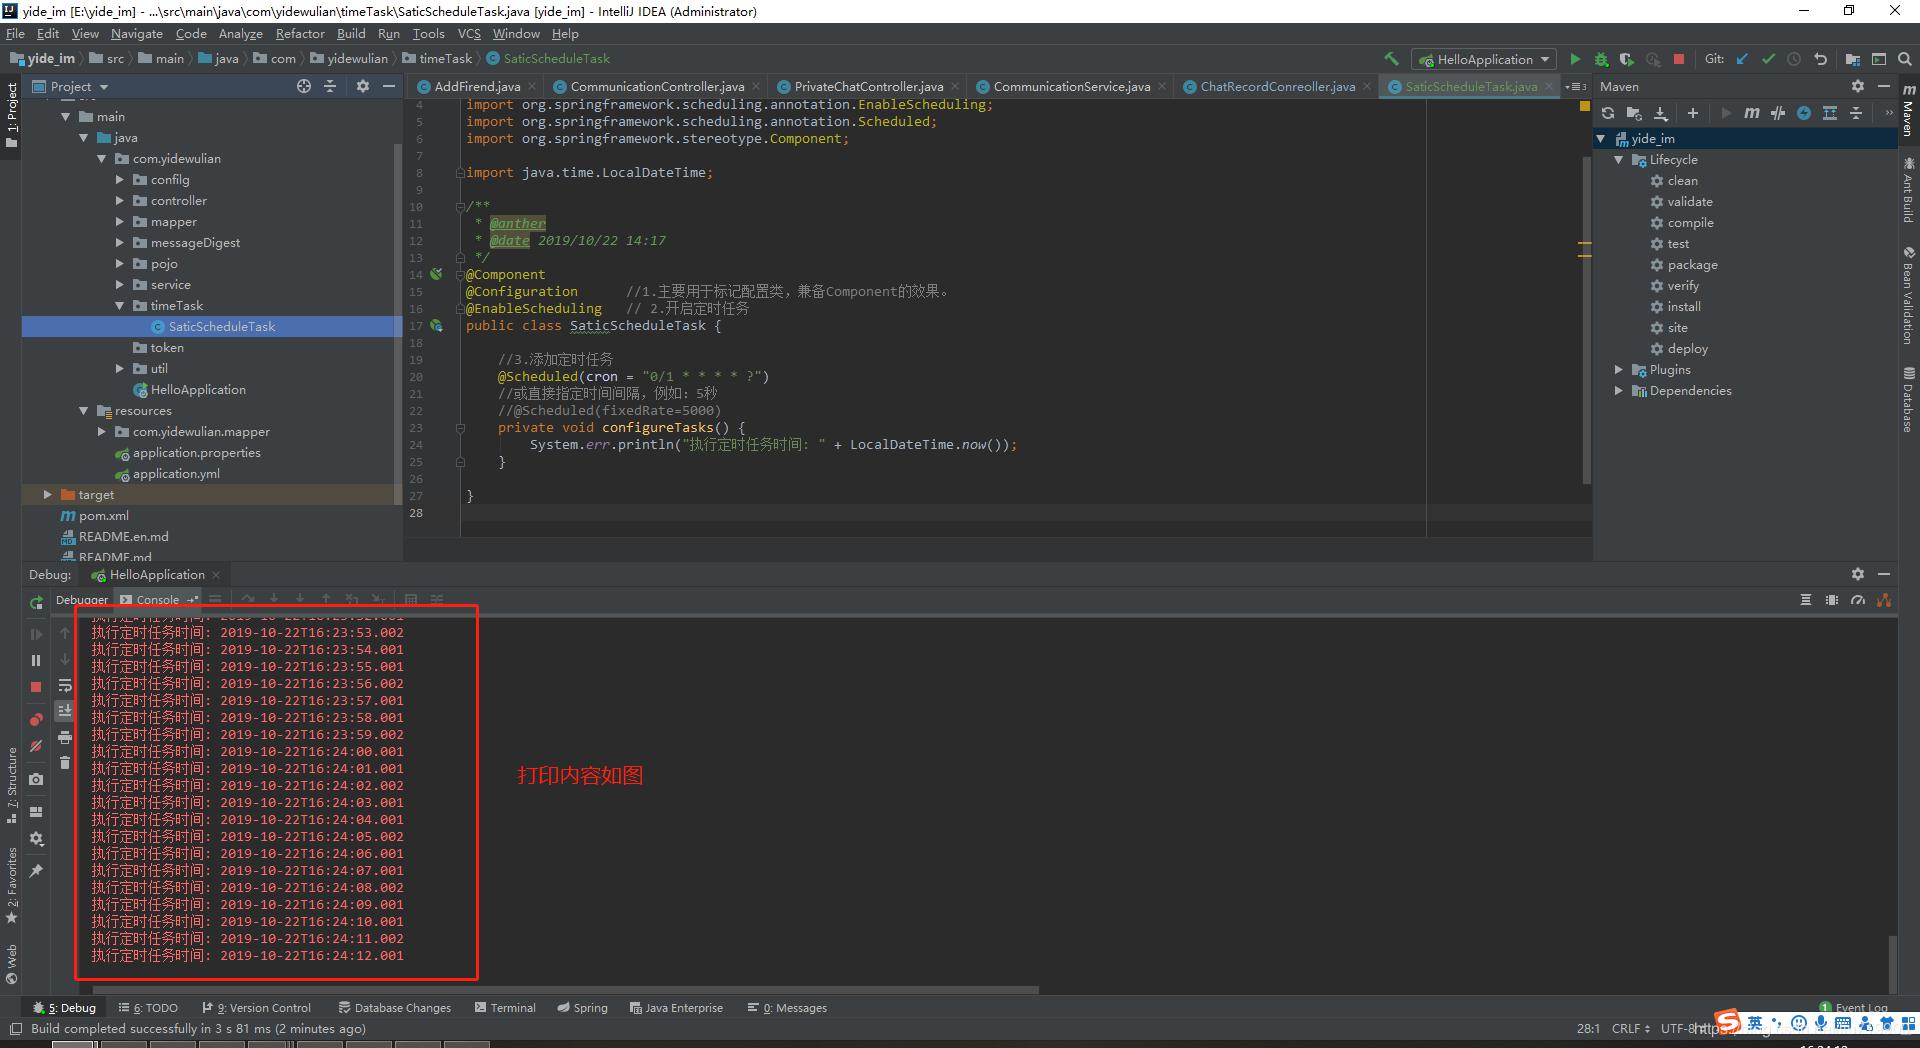 yide_im [E:\yide_im] - ...\src\main\java\com\yidewulian\timeTask\SaticScheduleTask.java [yide_im] - IntelliJ IDEA (Administrator)
File Edit View Navigate Code Analyze Refactor Build Run Tools VCS Window Help
yide_im src main java com yidewulian timeTask SaticScheduleTask HelloApplication Git:
Project AddFirend.java CommunicationController.java PrivateChatController.java CommunicationService.java ChatRecordConreoller.java SaticScheduleTask.java Maven
1: Project
main
java
com.yidewulian
confilg
controller
mapper
messageDigest
pojo
service
timeTask
SaticScheduleTask
token
util
HelloApplication
resources
com.yidewulian.mapper
application.properties
application.yml
target
pom.xml
README.en.md
README.md
4 import org.springframework.scheduling.annotation.EnableScheduling;
5 import org.springframework.scheduling.annotation.Scheduled;
6 import org.springframework.stereotype.Component;
7
8 import java.time.LocalDateTime;
9
10 /**
11 * @anther
12 * @date 2019/10/22 14:17
13 */
14 @Component
15 @Configuration //1.主要用于标记配置类，兼备Component的效果。
16 @EnableScheduling // 2.开启定时任务
17 public class SaticScheduleTask {
18
19 //3.添加定时任务
20 @Scheduled(cron = "0/1 * * * * ?")
21 //或直接指定时间间隔，例如：5秒
22 //@Scheduled(fixedRate=5000)
23 private void configureTasks() {
24 System.err.println("执行定时任务时间: " + LocalDateTime.now());
25 }
26
27 }
28
yide_im
Lifecycle
clean
validate
compile
test
package
verify
install
site
deploy
Plugins
Dependencies
Maven
Ant Build
Bean Validation
Database
Debug: HelloApplication
Debugger Console
执行定时任务时间: 2019-10-22T16:23:53.002
执行定时任务时间: 2019-10-22T16:23:54.001
执行定时任务时间: 2019-10-22T16:23:55.001
执行定时任务时间: 2019-10-22T16:23:56.002
执行定时任务时间: 2019-10-22T16:23:57.001
执行定时任务时间: 2019-10-22T16:23:58.001
执行定时任务时间: 2019-10-22T16:23:59.002
执行定时任务时间: 2019-10-22T16:24:00.001
执行定时任务时间: 2019-10-22T16:24:01.001
执行定时任务时间: 2019-10-22T16:24:02.002
执行定时任务时间: 2019-10-22T16:24:03.001
执行定时任务时间: 2019-10-22T16:24:04.001
执行定时任务时间: 2019-10-22T16:24:05.002
执行定时任务时间: 2019-10-22T16:24:06.001
执行定时任务时间: 2019-10-22T16:24:07.001
执行定时任务时间: 2019-10-22T16:24:08.002
执行定时任务时间: 2019-10-22T16:24:09.001
执行定时任务时间: 2019-10-22T16:24:10.001
执行定时任务时间: 2019-10-22T16:24:11.002
执行定时任务时间: 2019-10-22T16:24:12.001
打印内容如图
7: Structure
2: Favorites
Web
5: Debug 6: TODO 9: Version Control Database Changes Terminal Spring Java Enterprise 0: Messages 1 Event Log
Build completed successfully in 3 s 81 ms (2 minutes ago) 28:1 CRLF UTF-8 英